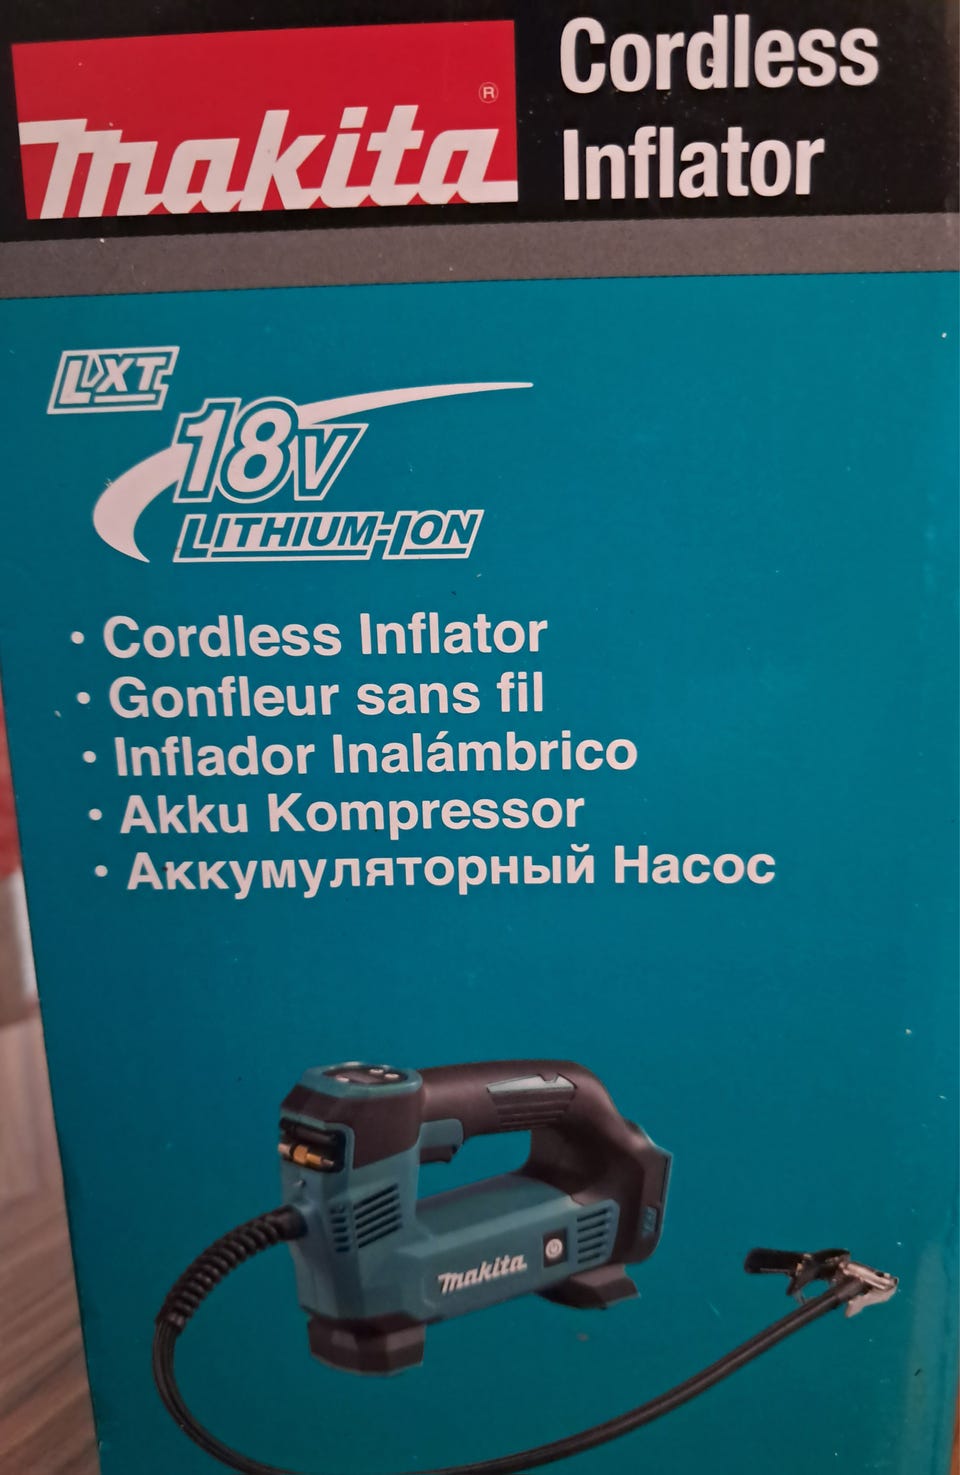 makita®
Cordless
Inflator
LXT
18V
LITHIUM-ION
• Cordless Inflator
• Gonfleur sans fil
• Inflador Inalámbrico
• Akku Kompressor
• Аккумуляторный Насос
makita